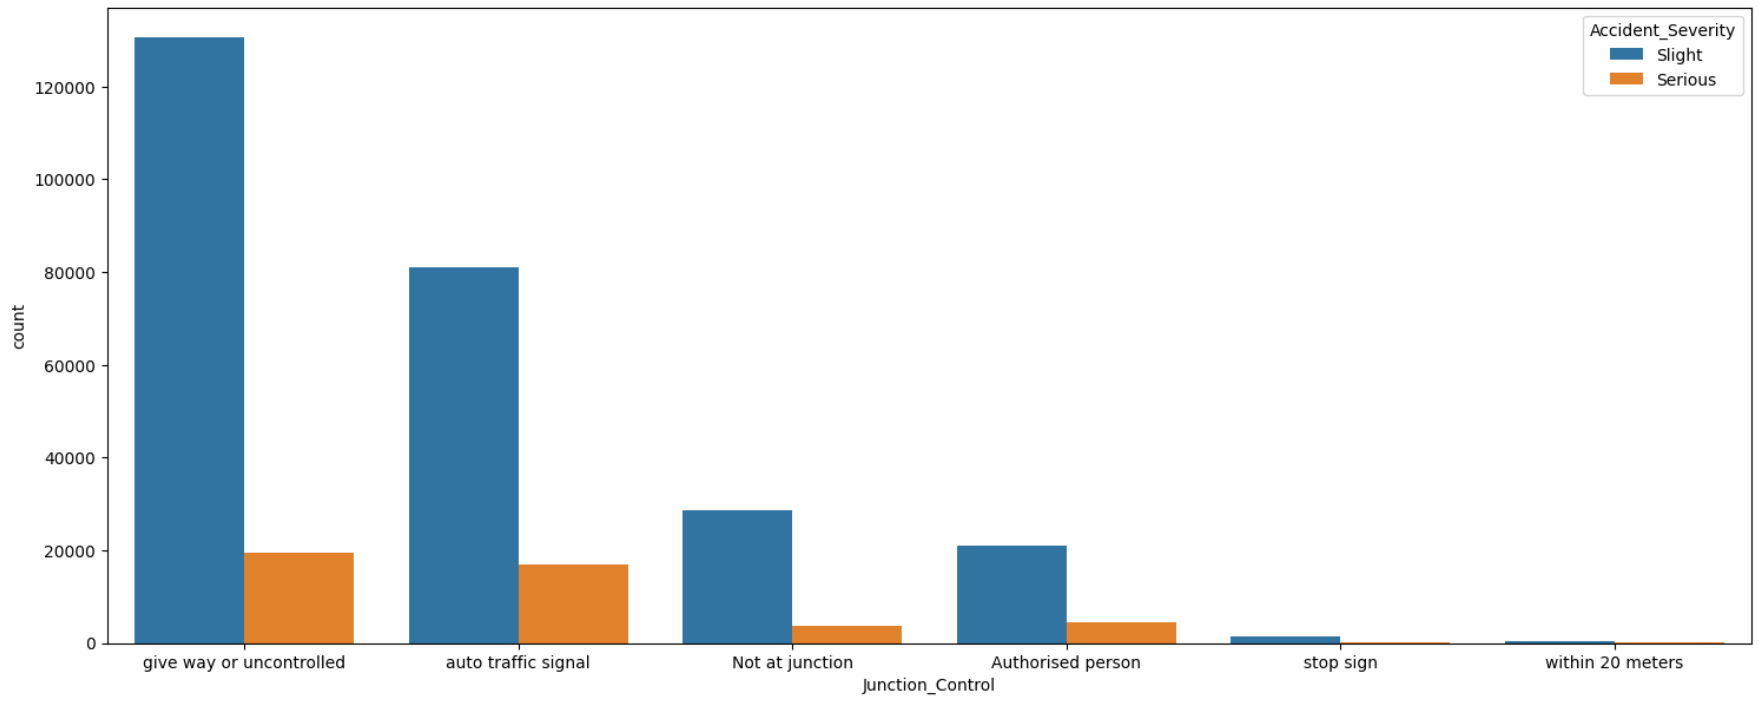 Accident_Severity
Slight
Serious
120000
100000
80000
60000
40000
20000
0
count
give way or uncontrolled
auto traffic signal
Not at junction
Authorised person
stop sign
within 20 meters
Junction_Control